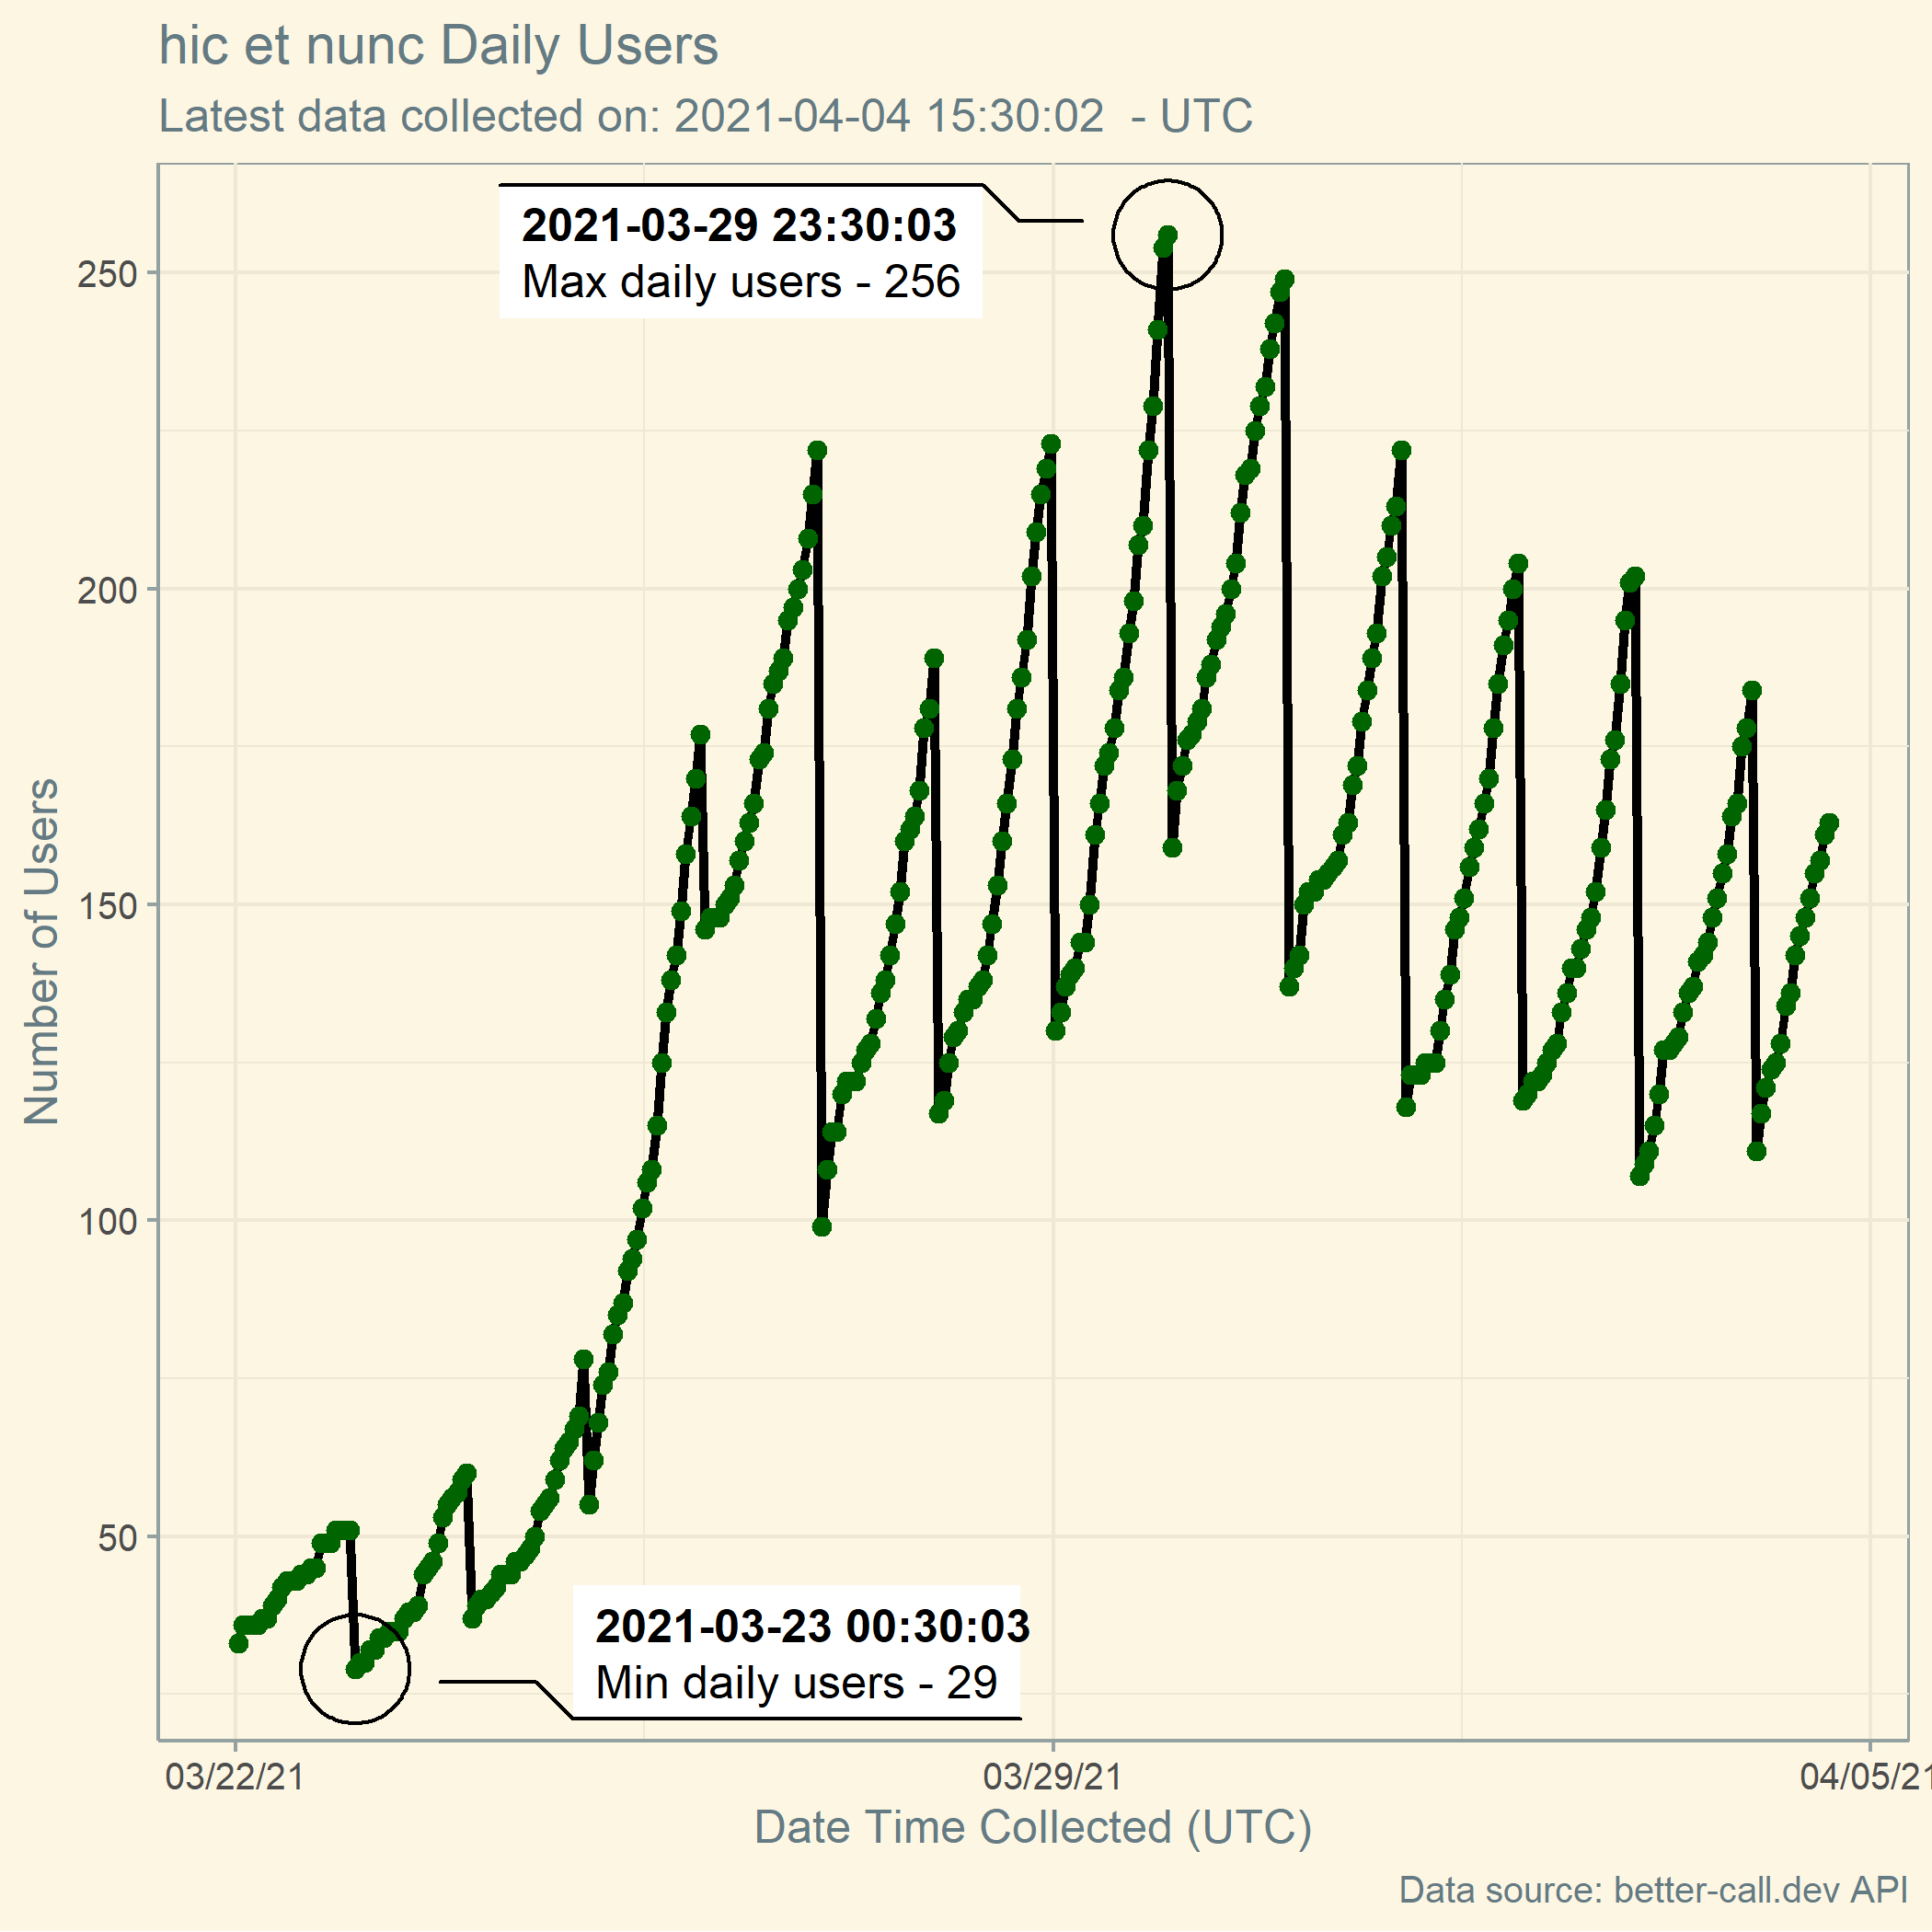 hic et nunc Daily Users
Latest data collected on: 2021-04-04 15:30:02  - UTC
2021-03-29 23:30:03
Max daily users - 256
250
200
150
100
50
Number of Users
2021-03-23 00:30:03
Min daily users - 29
03/22/21
03/29/21
04/05/21
Date Time Collected (UTC)
Data source: better-call.dev API